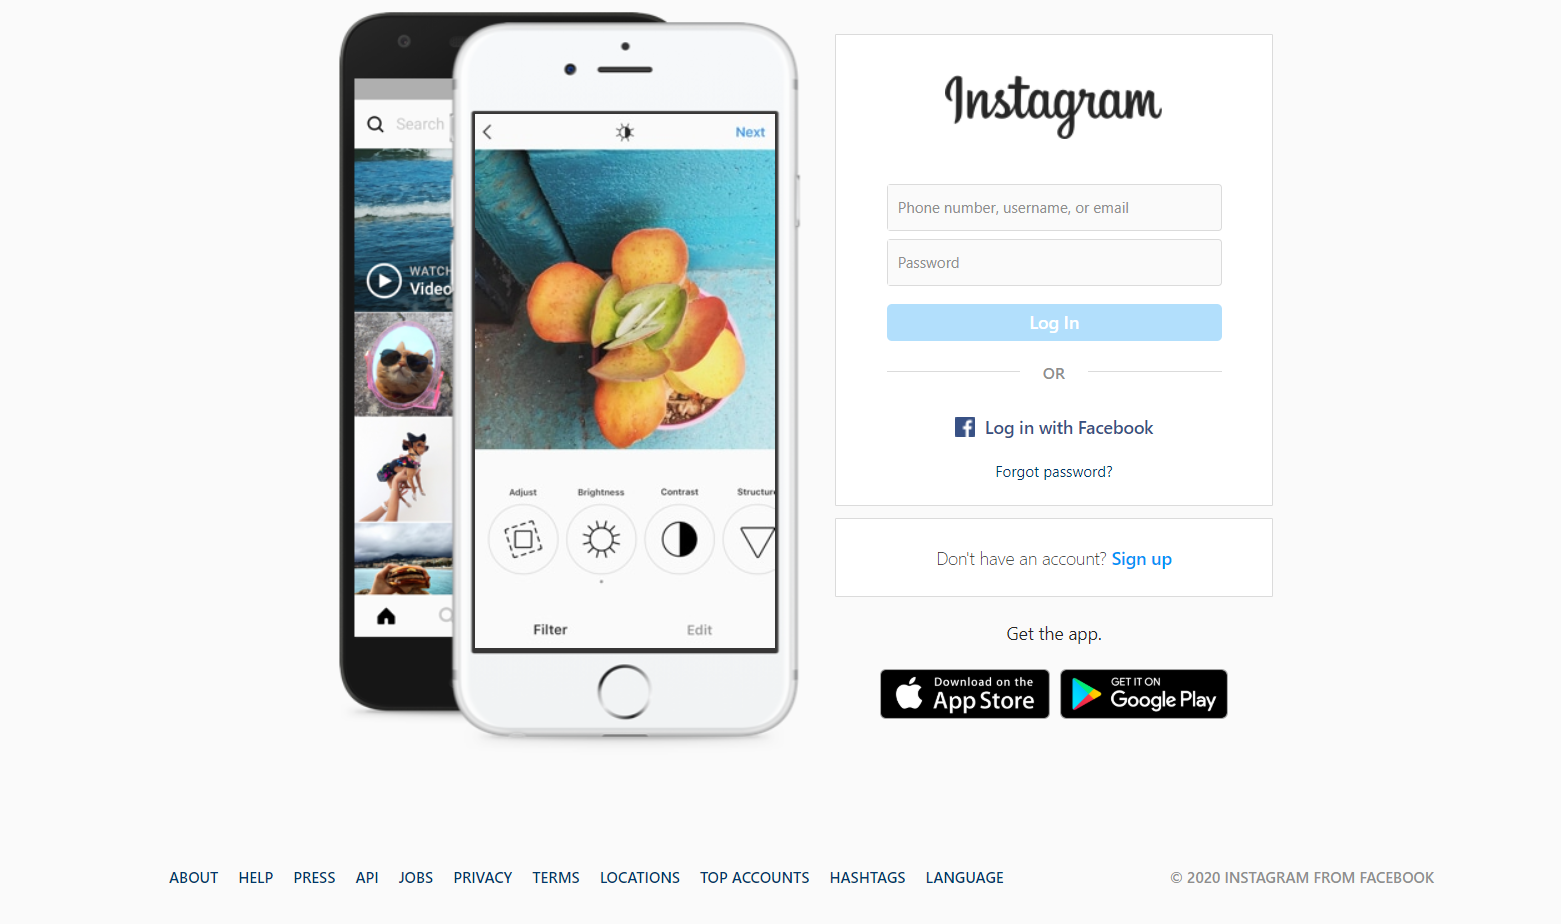 Search
WATCH
Video
Next
Adjust
Brightness
Contrast
Structure
Filter
Edit
Instagram
Phone number, username, or email
Password
Log In
OR
Log in with Facebook
Forgot password?
Don't have an account? Sign up
Get the app.
Download on the
App Store
GET IT ON
Google Play
ABOUT HELP PRESS API JOBS PRIVACY TERMS LOCATIONS TOP ACCOUNTS HASHTAGS LANGUAGE
© 2020 INSTAGRAM FROM FACEBOOK